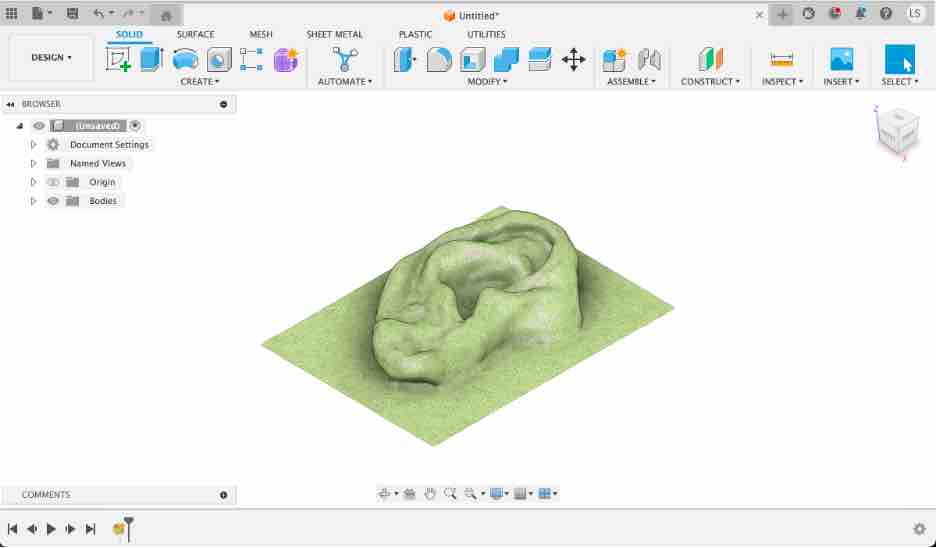 Untitled*
LS
DESIGN
SOLID SURFACE MESH SHEET METAL PLASTIC UTILITIES
CREATE AUTOMATE MODIFY ASSEMBLE CONSTRUCT INSPECT INSERT SELECT
BROWSER
(Unsaved)
Document Settings
Named Views
Origin
Bodies
Z
X
COMMENTS